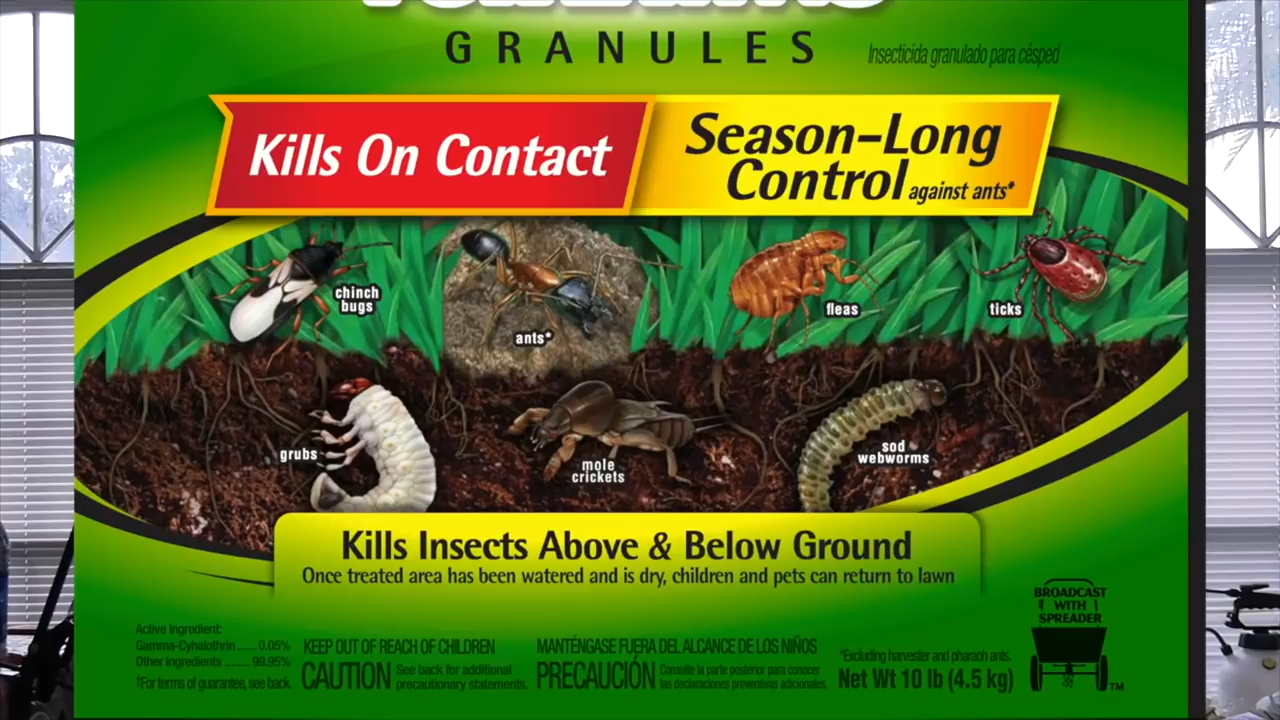 GRANULES
Insecticida granulado para césped
Kills On Contact
Season-Long
Control against ants*
chinch
bugs
ants*
fleas
ticks
grubs
mole
crickets
sod
webworms
Kills Insects Above & Below Ground
Once treated area has been watered and is dry, children and pets can return to lawn
BROADCAST
WITH
SPREADER
TM
Active Ingredient:
Gamma-Cyhalothrin ...... 0.05%
Other Ingredients ........ 99.95%
†For terms of guarantee, see back.
KEEP OUT OF REACH OF CHILDREN
CAUTION See back for additional
precautionary statements.
MANTÉNGASE FUERA DEL ALCANCE DE LOS NIÑOS
PRECAUCIÓN Consulte la parte posterior para conocer
las declaraciones preventivas adicionales.
*Excluding harvester and pharaoh ants.
Net Wt 10 lb (4.5 kg)